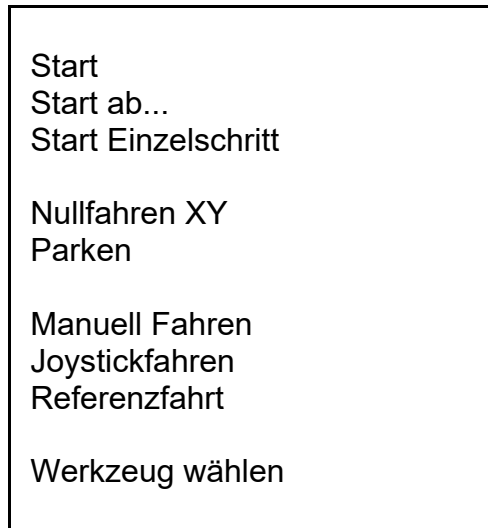 Start
Start ab...
Start Einzelschritt
Nullfahren XY
Parken
Manuell Fahren
Joystickfahren
Referenzfahrt
Werkzeug wählen